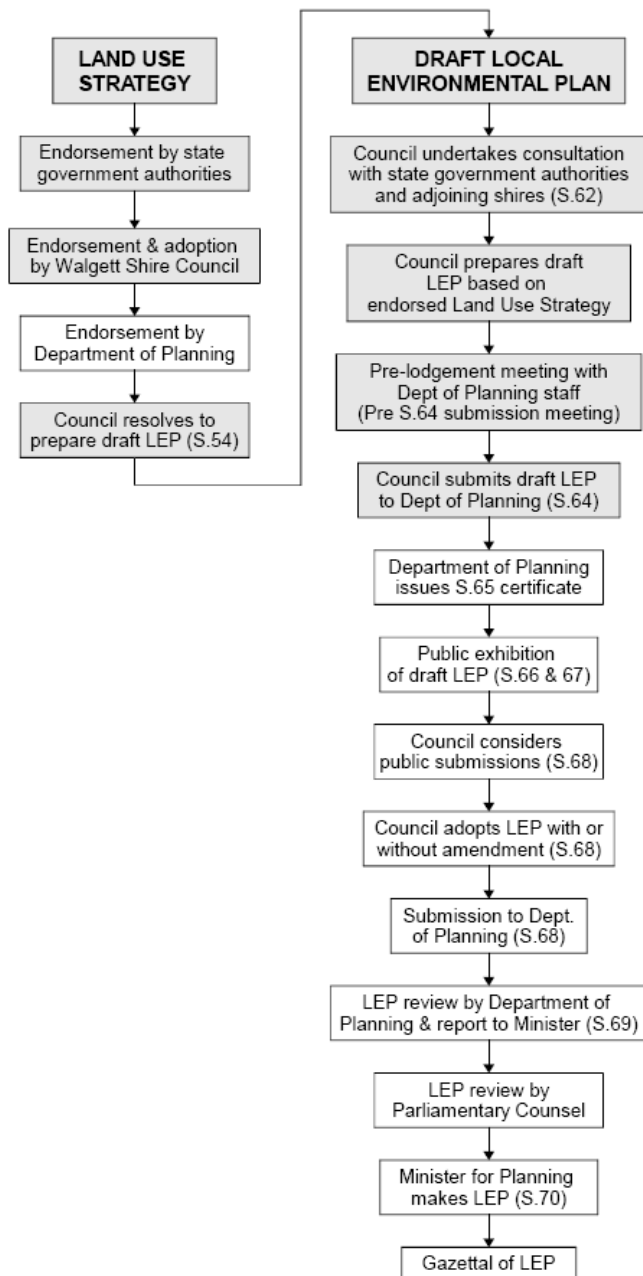 LAND USE
STRATEGY
Endorsement by state
government authorities
Endorsement & adoption
by Walgett Shire Council
Endorsement by
Department of Planning
Council resolves to
prepare draft LEP (S.54)
DRAFT LOCAL
ENVIRONMENTAL PLAN
Council undertakes consultation
with state government authorities
and adjoining shires (S.62)
Council prepares draft
LEP based on
endorsed Land Use Strategy
Pre-lodgement meeting with
Dept of Planning staff
(Pre S.64 submission meeting)
Council submits draft LEP
to Dept of Planning (S.64)
Department of Planning
issues S.65 certificate
Public exhibition
of draft LEP (S.66 & 67)
Council considers
public submissions (S.68)
Council adopts LEP with or
without amendment (S.68)
Submission to Dept.
of Planning (S.68)
LEP review by Department of
Planning & report to Minister (S.69)
LEP review by
Parliamentary Counsel
Minister for Planning
makes LEP (S.70)
Gazettal of LEP